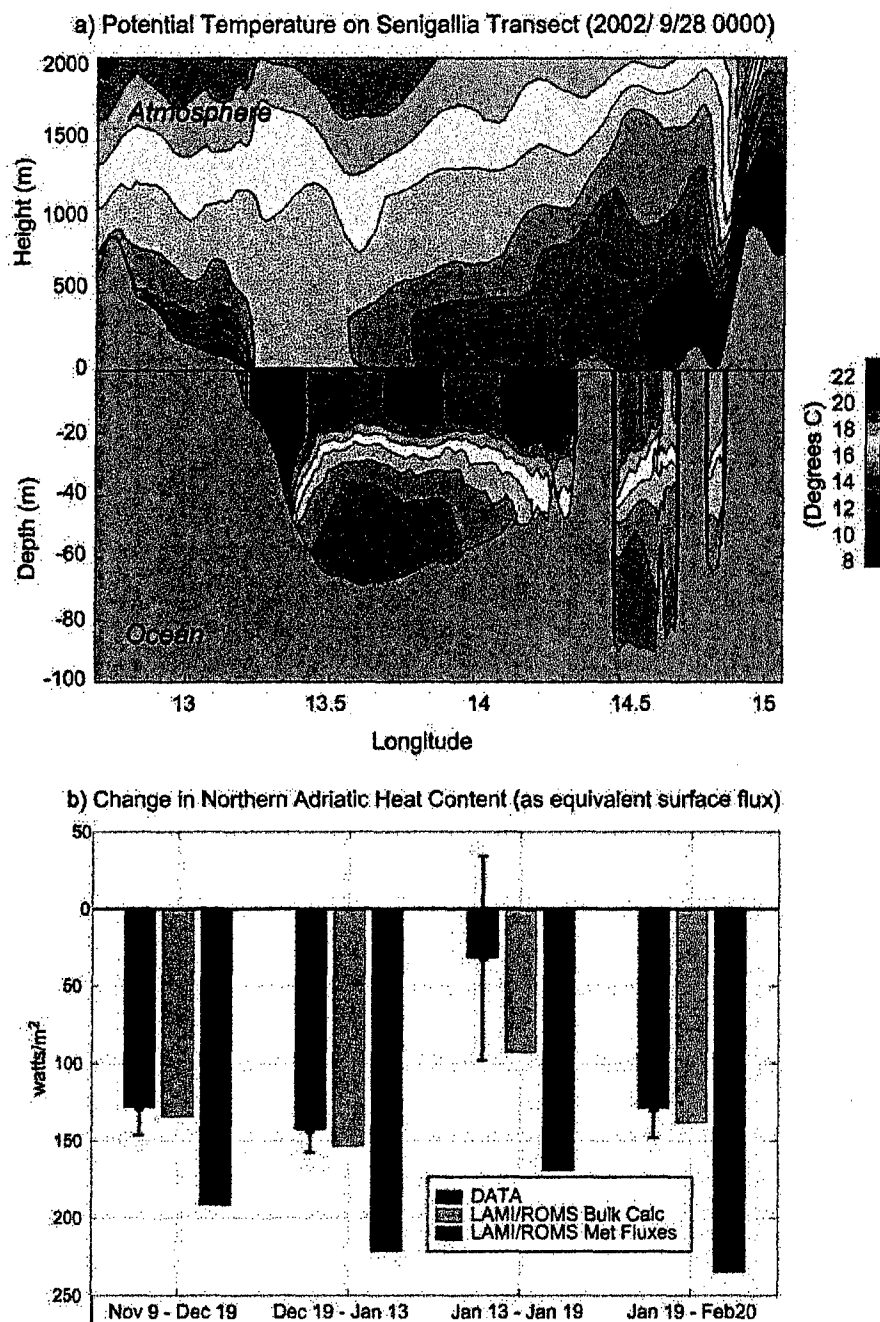 a) Potential Temperature on Senigallia Transect (2002/ 9/28 0000)
2000
1500
1000
500
0
Height (m)
Atmosphere
-20
-40
-60
-80
-100
Depth (m)
Ocean
13
13.5
14
14.5
15
Longitude
22
20
18
16
14
12
10
8
(Degrees C)
b) Change in Northern Adriatic Heat Content (as equivalent surface flux)
50
0
50
100
150
200
250
watts/m²
DATA
LAMI/ROMS Bulk Calc
LAMI/ROMS Met Fluxes
Nov 9 - Dec 19
Dec 19 - Jan 13
Jan 13 - Jan 19
Jan 19 - Feb20